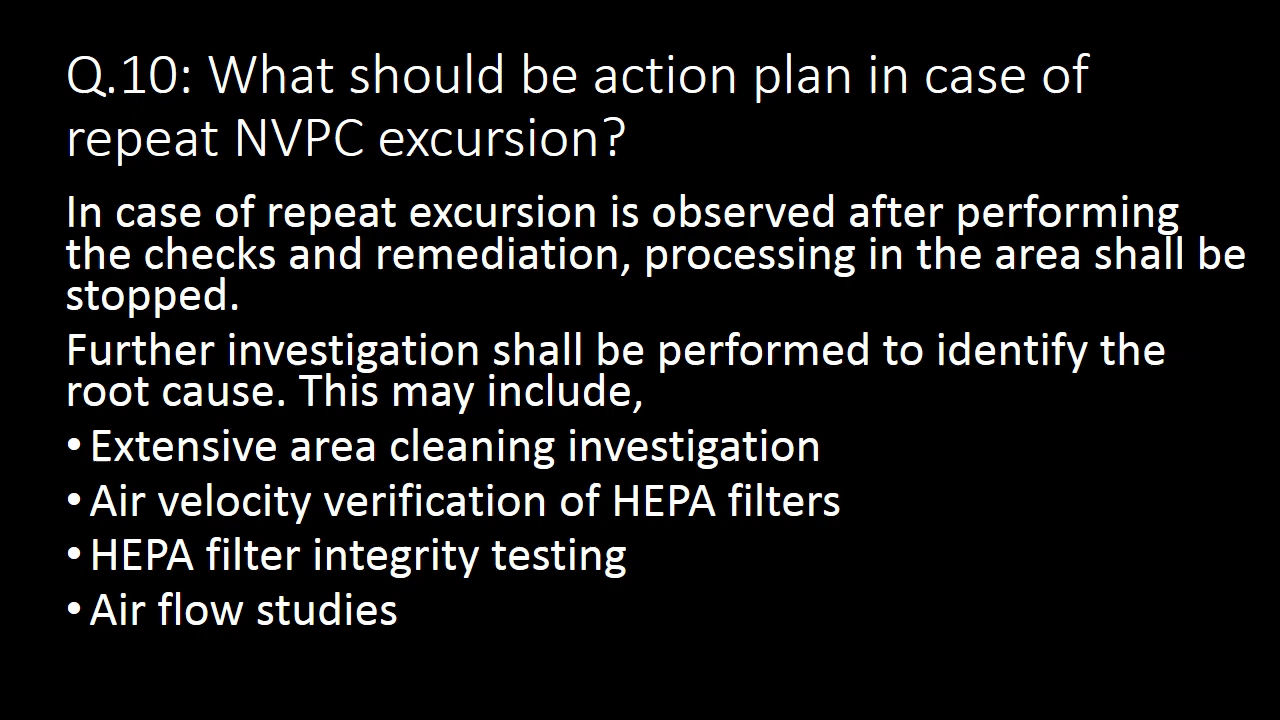 Q.10: What should be action plan in case of
repeat NVPC excursion?
In case of repeat excursion is observed after performing
the checks and remediation, processing in the area shall be
stopped.
Further investigation shall be performed to identify the
root cause. This may include,
• Extensive area cleaning investigation
• Air velocity verification of HEPA filters
• HEPA filter integrity testing
• Air flow studies